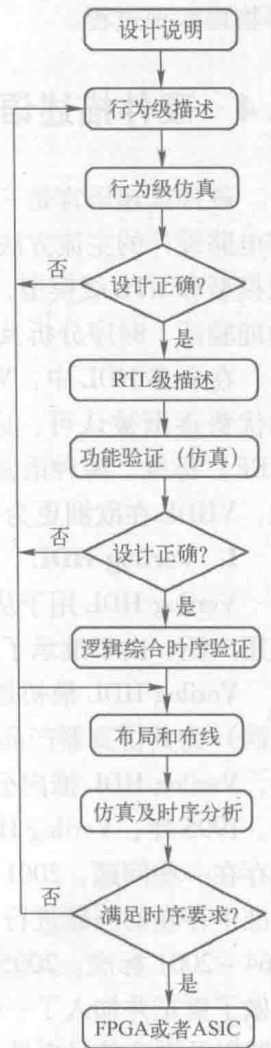 设计说明
行为级描述
行为级仿真
否
设计正确?
是
RTL级描述
功能验证（仿真）
否
设计正确?
是
逻辑综合时序验证
布局和布线
仿真及时序分析
否
满足时序要求?
是
FPGA或者ASIC